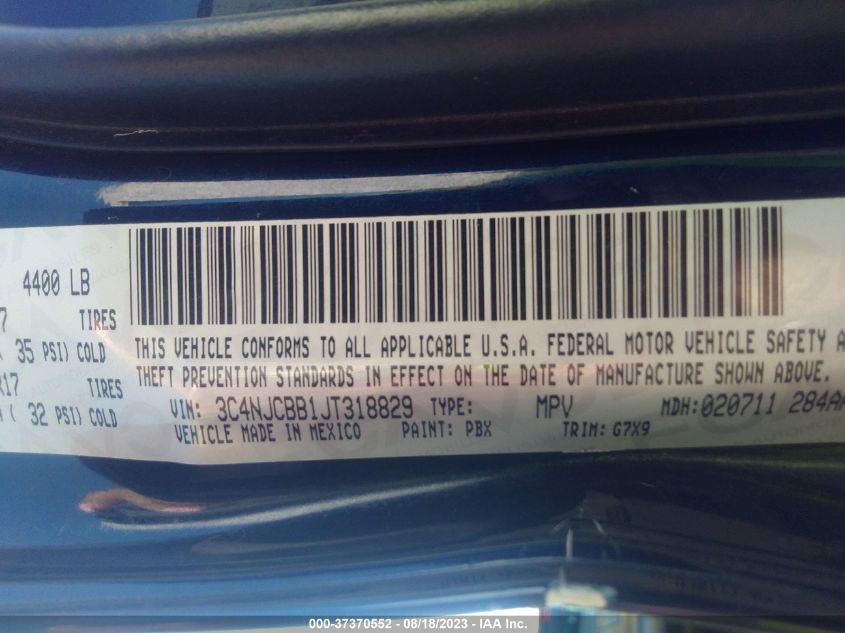 4400 LB
7 TIRES
35 PSI) COLD
R17 TIRES
( 32 PSI) COLD
THIS VEHICLE CONFORMS TO ALL APPLICABLE U.S.A. FEDERAL MOTOR VEHICLE SAFETY A
THEFT PREVENTION STANDARDS IN EFFECT ON THE DATE OF MANUFACTURE SHOWN ABOVE.
VIN: 3C4NJCBB1JT318829 TYPE: MPV MDH:020711 284A
VEHICLE MADE IN MEXICO PAINT: PBX TRIM: G7X9
000-37370552 - 08/18/2023 - IAA Inc.